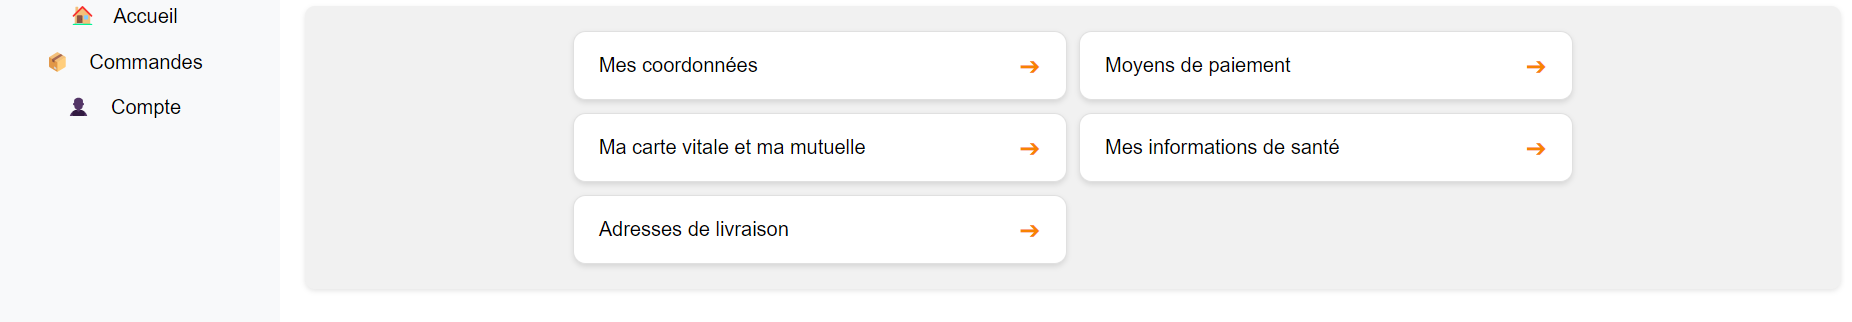 Accueil
Commandes
Compte
Mes coordonnées
Moyens de paiement
Ma carte vitale et ma mutuelle
Mes informations de santé
Adresses de livraison